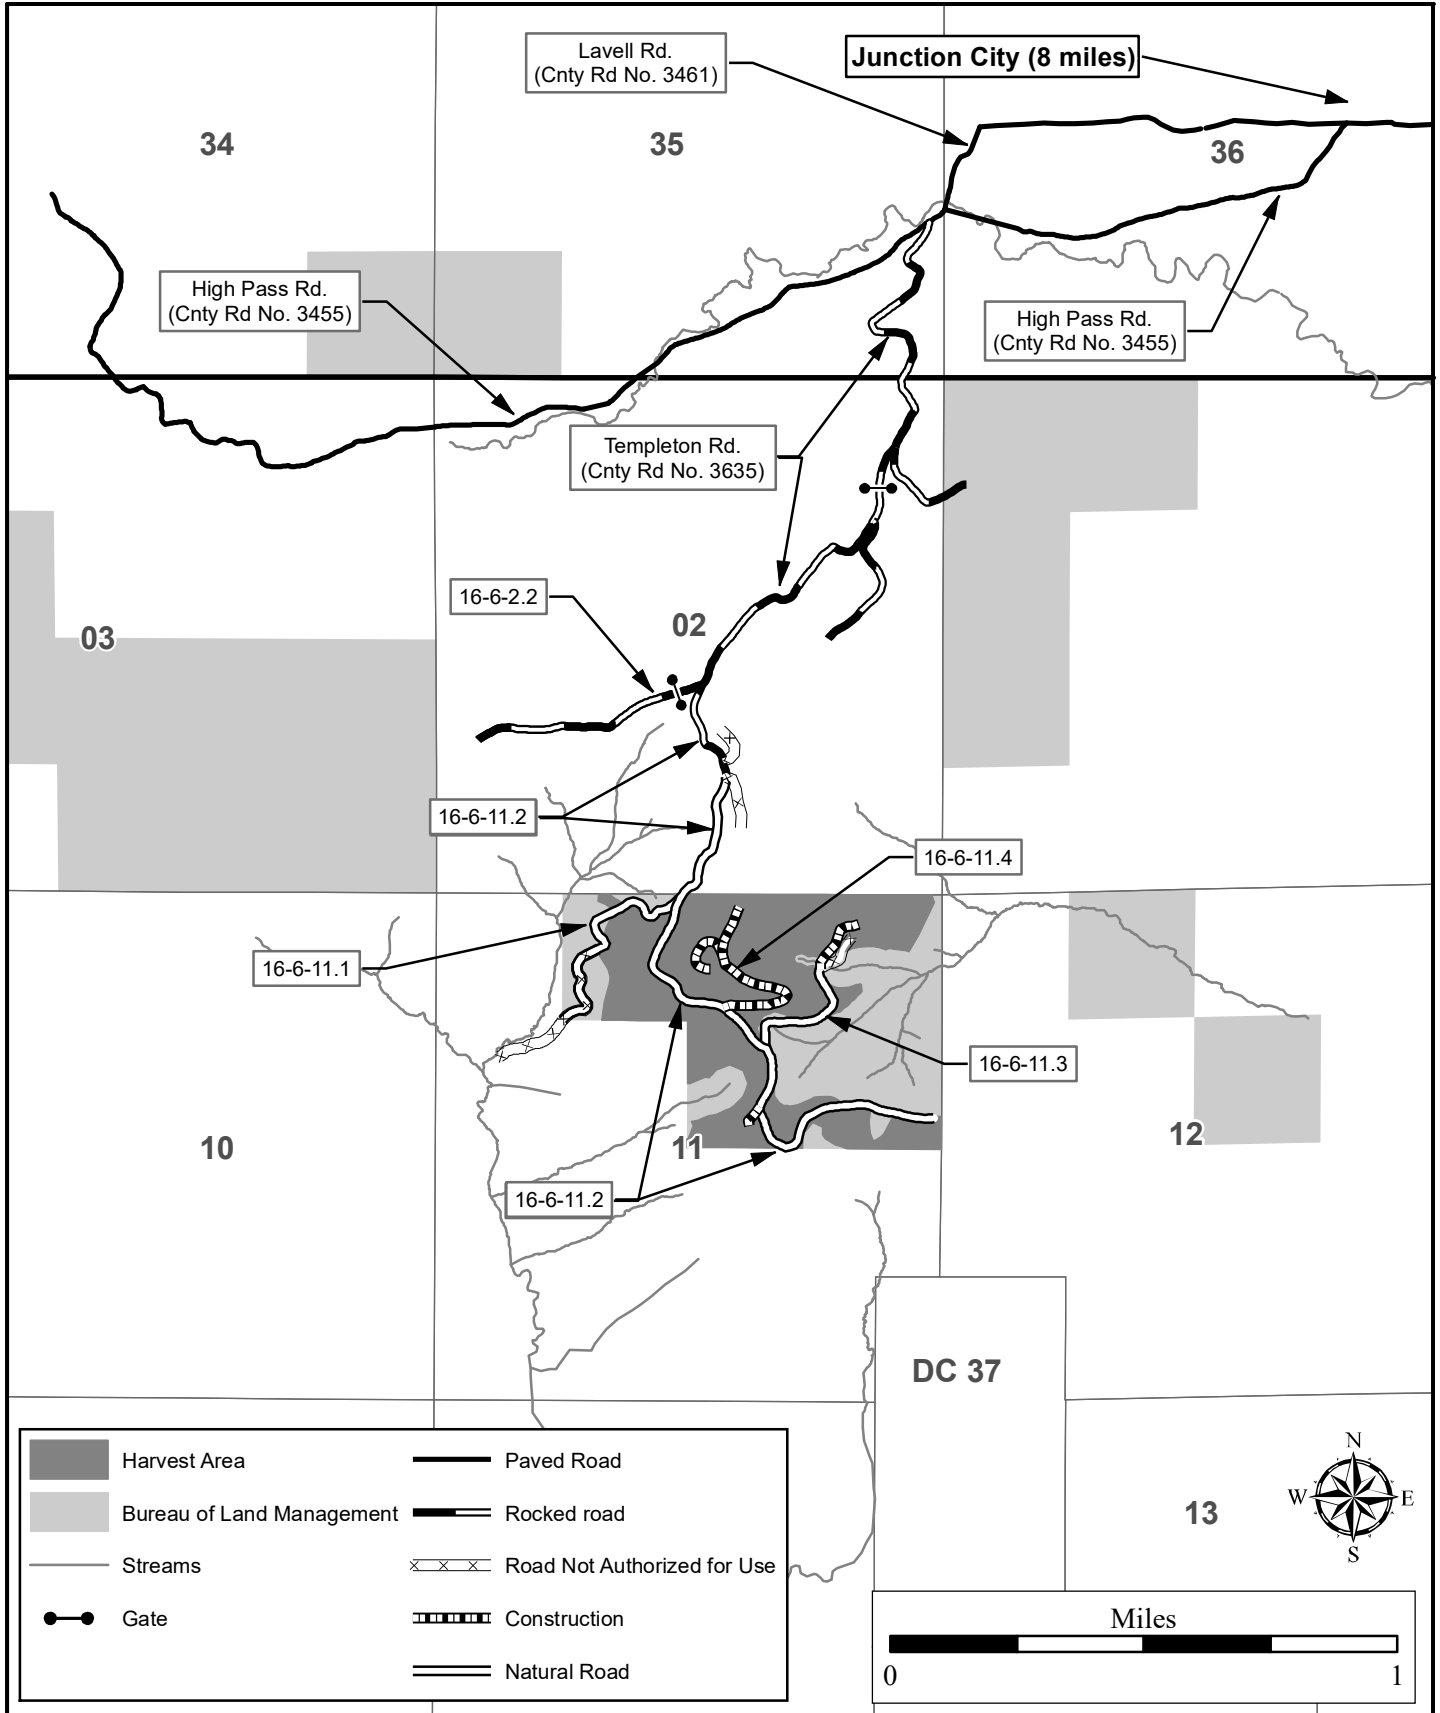 Lavell Rd.
(Cnty Rd No. 3461)
Junction City (8 miles)
34
35
36
High Pass Rd.
(Cnty Rd No. 3455)
High Pass Rd.
(Cnty Rd No. 3455)
Templeton Rd.
(Cnty Rd No. 3635)
16-6-2.2
03
02
16-6-11.2
16-6-11.4
16-6-11.1
16-6-11.3
10
11
12
16-6-11.2
DC 37
13
Harvest Area
Bureau of Land Management
Streams
Gate
Paved Road
Rocked road
Road Not Authorized for Use
Construction
Natural Road
N
W
E
S
Miles
0
1